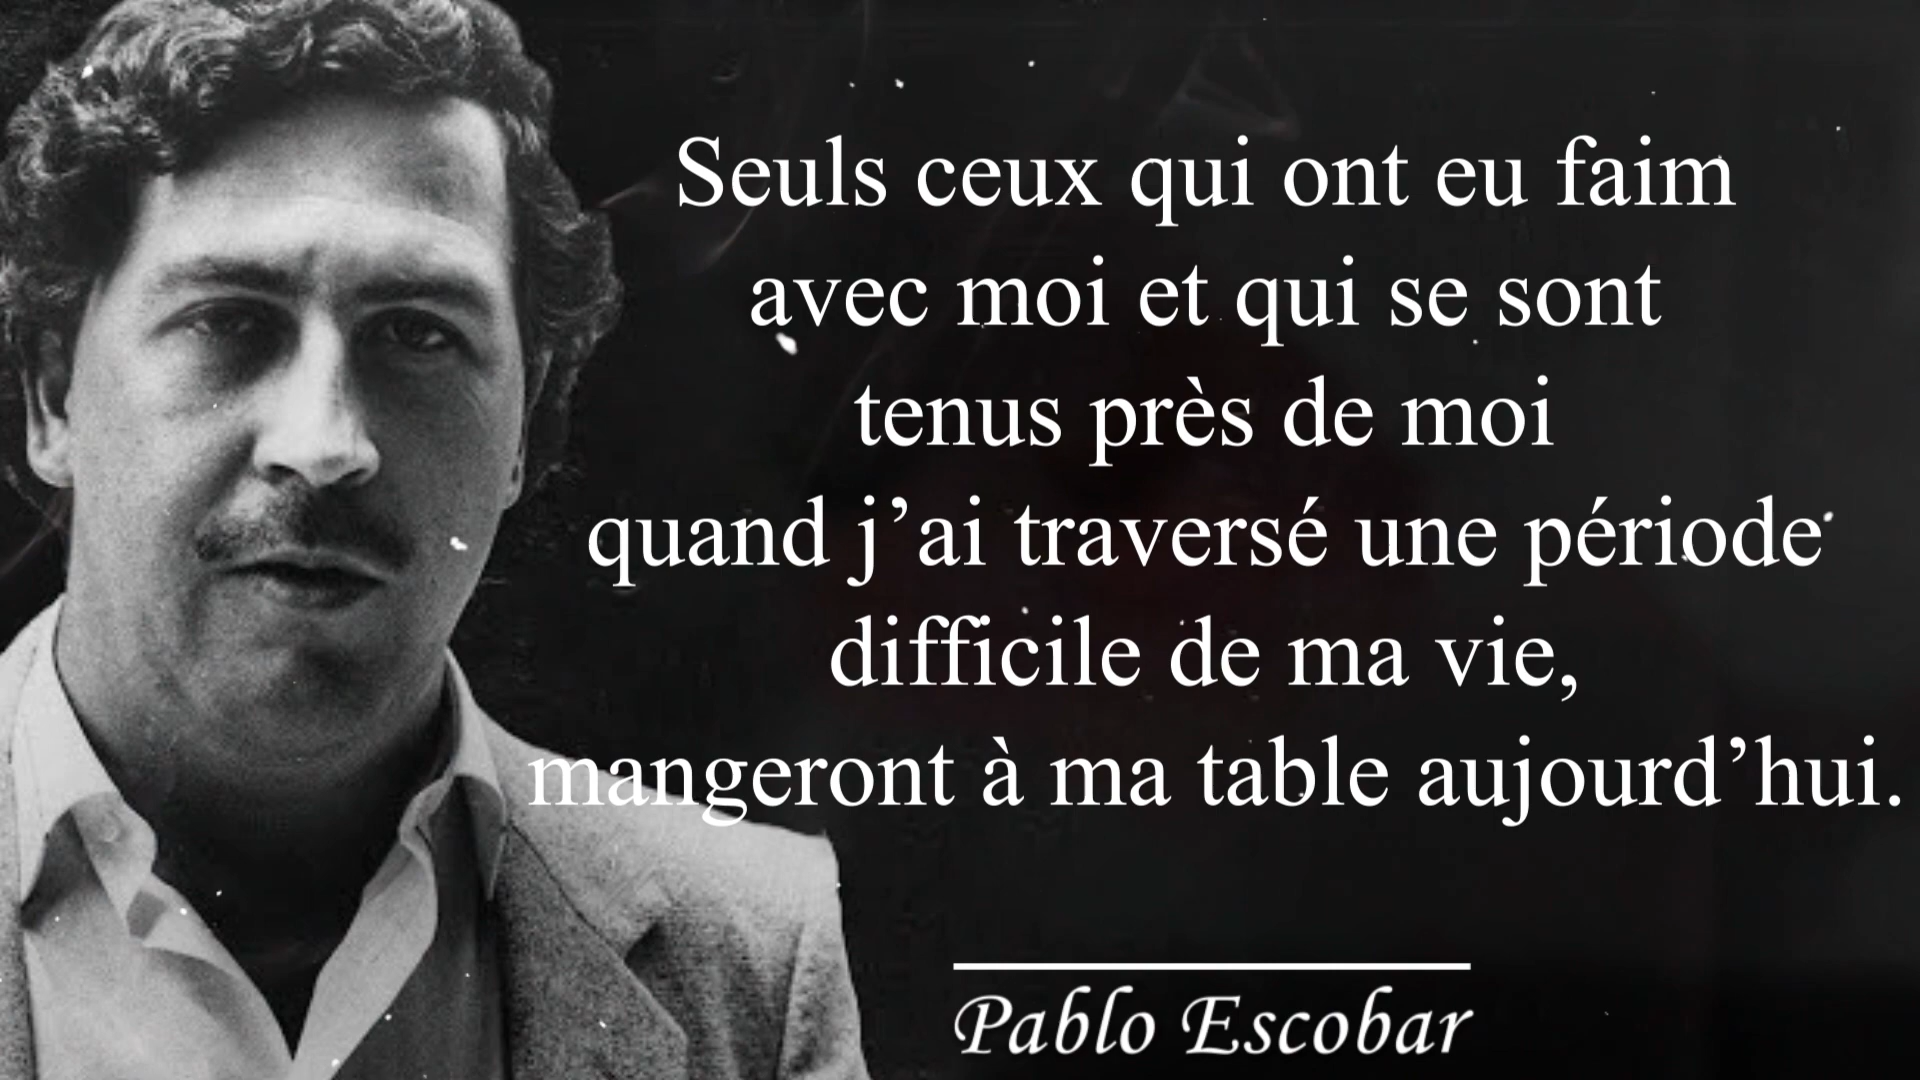 Seuls ceux qui ont eu faim
avec moi et qui se sont
tenus près de moi
quand j’ai traversé une période
difficile de ma vie,
mangeront à ma table aujourd’hui.
Pablo Escobar